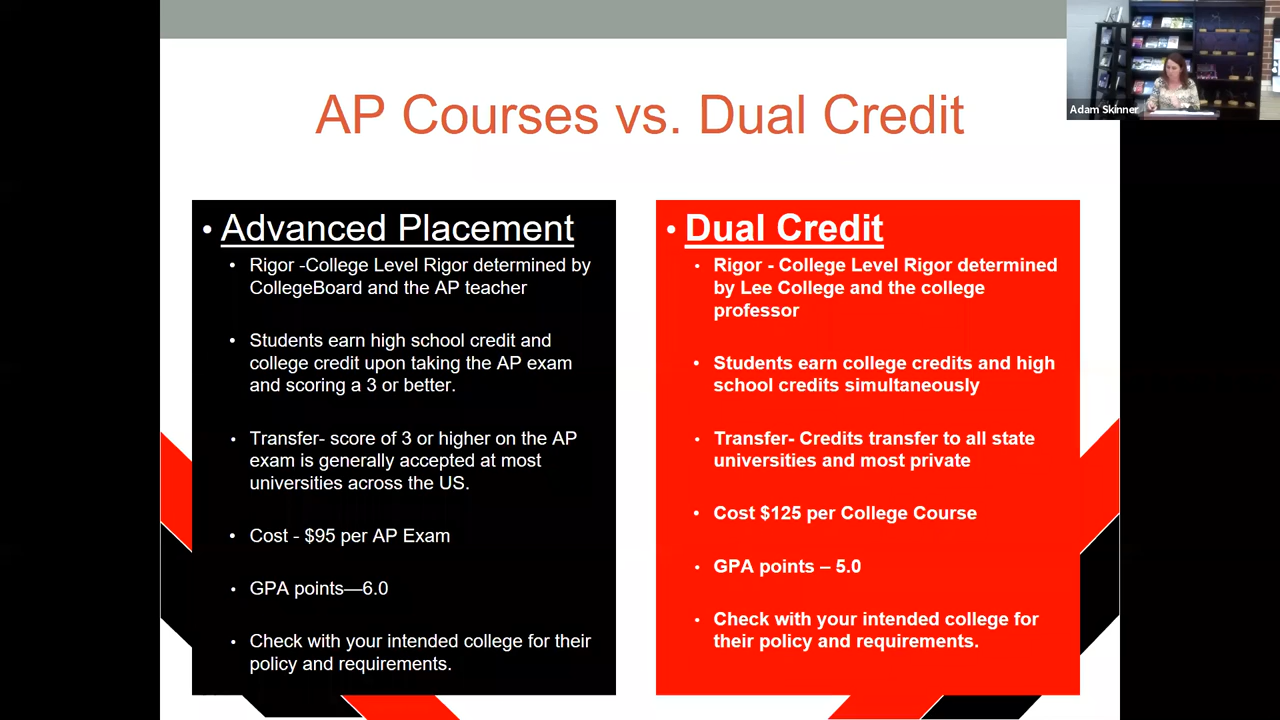 AP Courses vs. Dual Credit
Adam Skinner
• Advanced Placement
• Rigor -College Level Rigor determined by
CollegeBoard and the AP teacher
• Students earn high school credit and
college credit upon taking the AP exam
and scoring a 3 or better.
• Transfer- score of 3 or higher on the AP
exam is generally accepted at most
universities across the US.
• Cost - $95 per AP Exam
• GPA points—6.0
• Check with your intended college for their
policy and requirements.
• Dual Credit
• Rigor - College Level Rigor determined
by Lee College and the college
professor
• Students earn college credits and high
school credits simultaneously
• Transfer- Credits transfer to all state
universities and most private
• Cost $125 per College Course
• GPA points – 5.0
• Check with your intended college for
their policy and requirements.